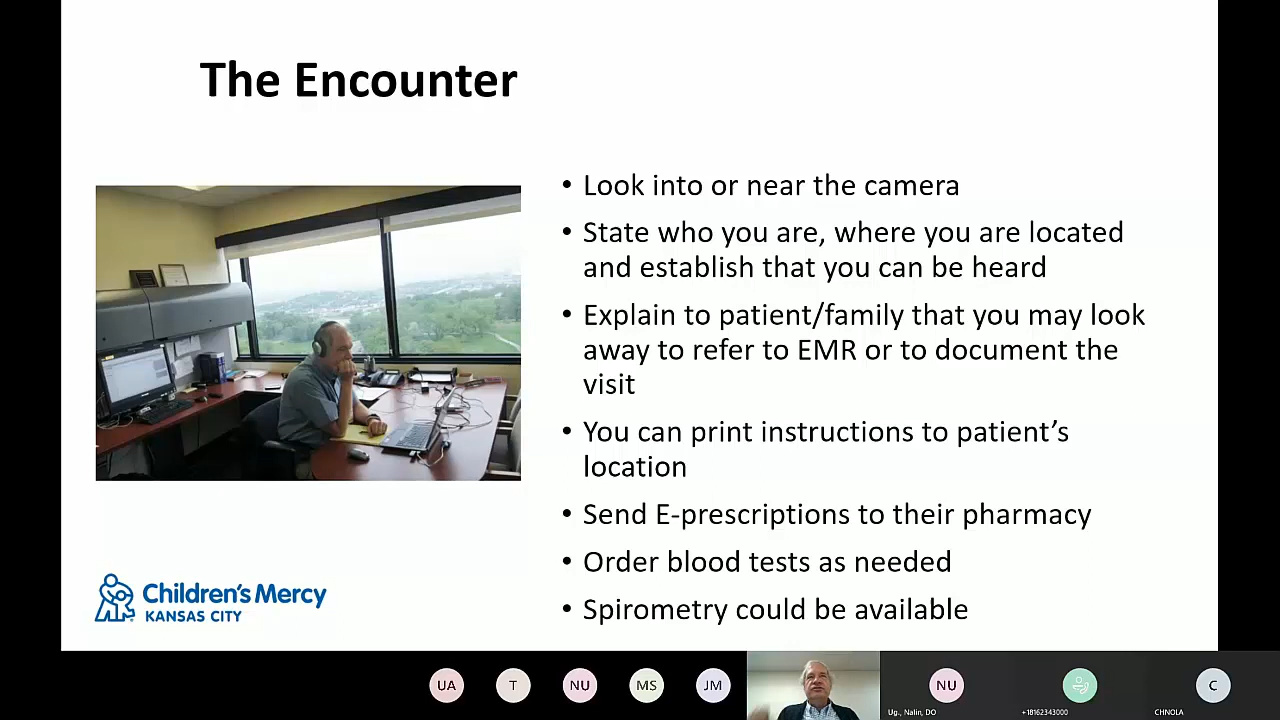 The Encounter
• Look into or near the camera
• State who you are, where you are located
and establish that you can be heard
• Explain to patient/family that you may look
away to refer to EMR or to document the
visit
• You can print instructions to patient’s
location
• Send E-prescriptions to their pharmacy
• Order blood tests as needed
• Spirometry could be available
Children's Mercy
KANSAS CITY
UA
T
NU
MS
JM
NU
C
Ug., Nalin, DO
+18162343000
CHNOLA